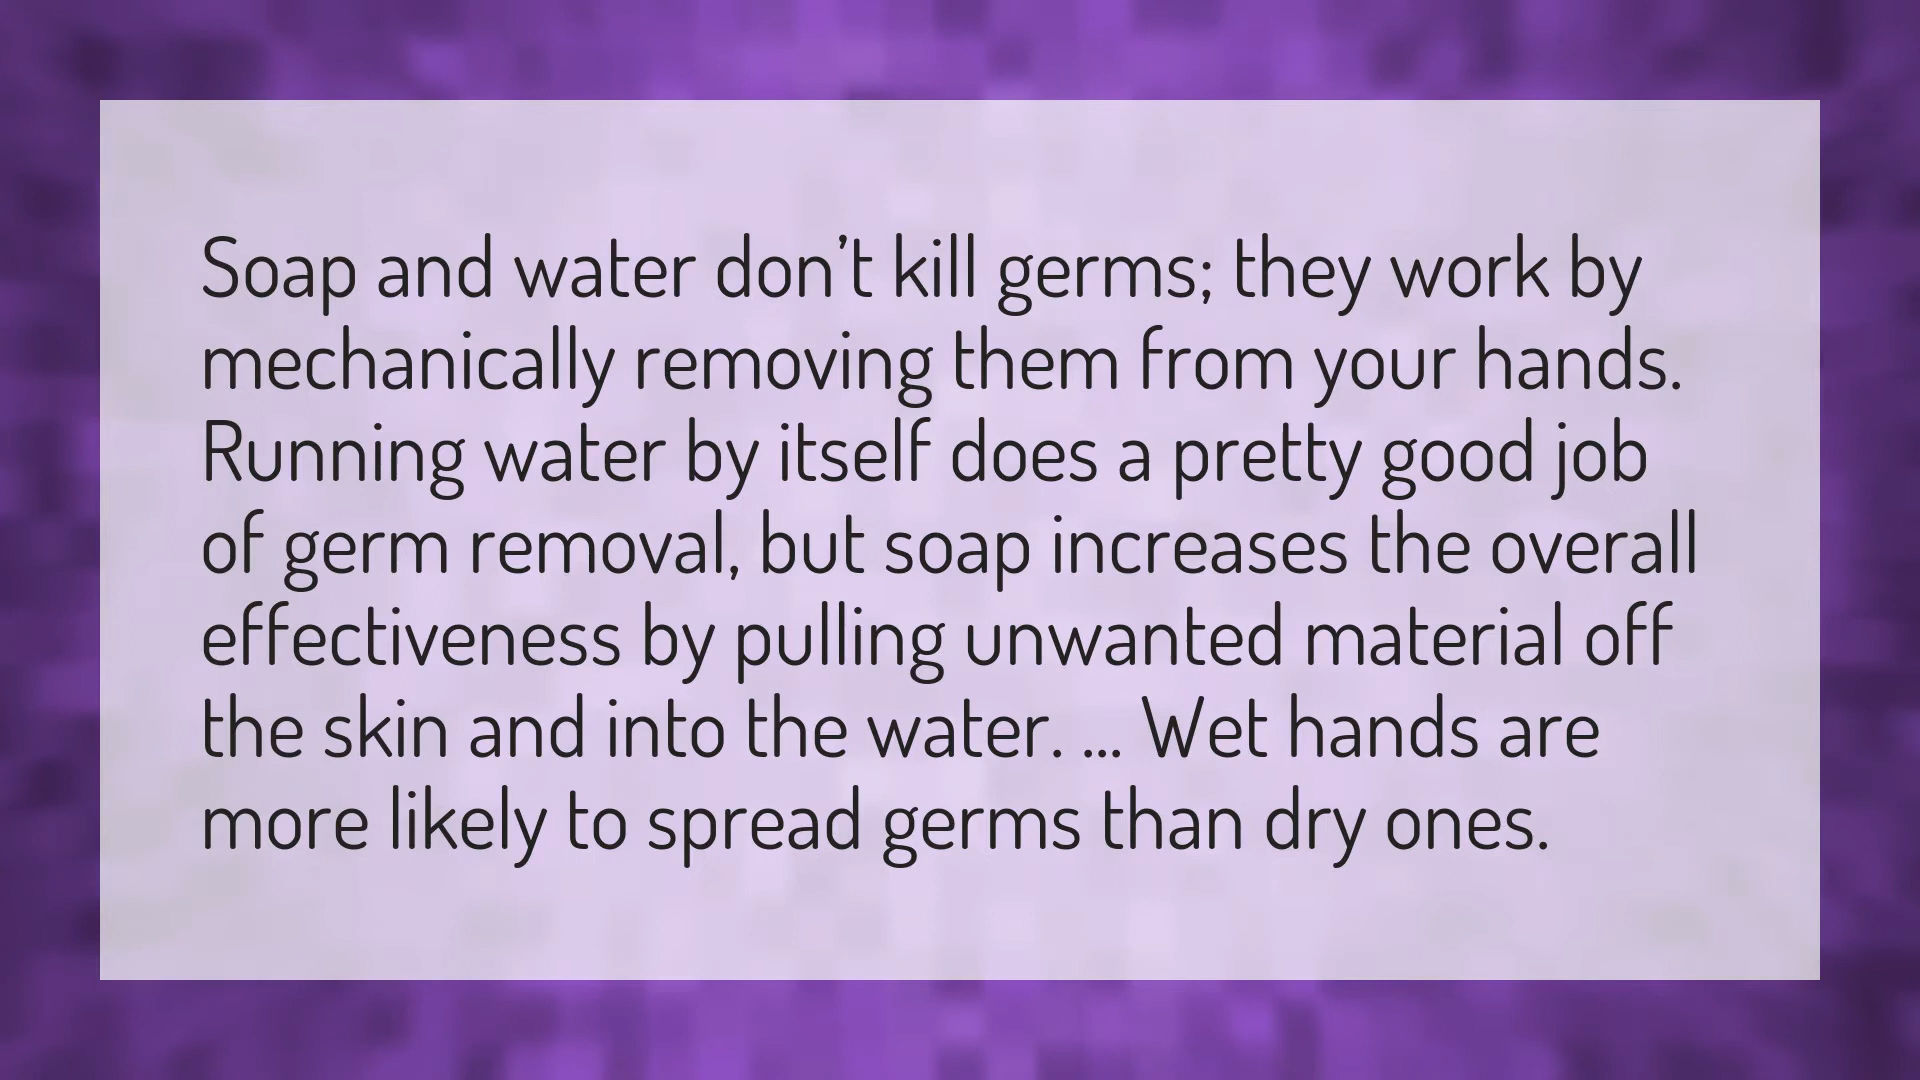 Soap and water don’t kill germs; they work by
mechanically removing them from your hands.
Running water by itself does a pretty good job
of germ removal, but soap increases the overall
effectiveness by pulling unwanted material off
the skin and into the water. ... Wet hands are
more likely to spread germs than dry ones.